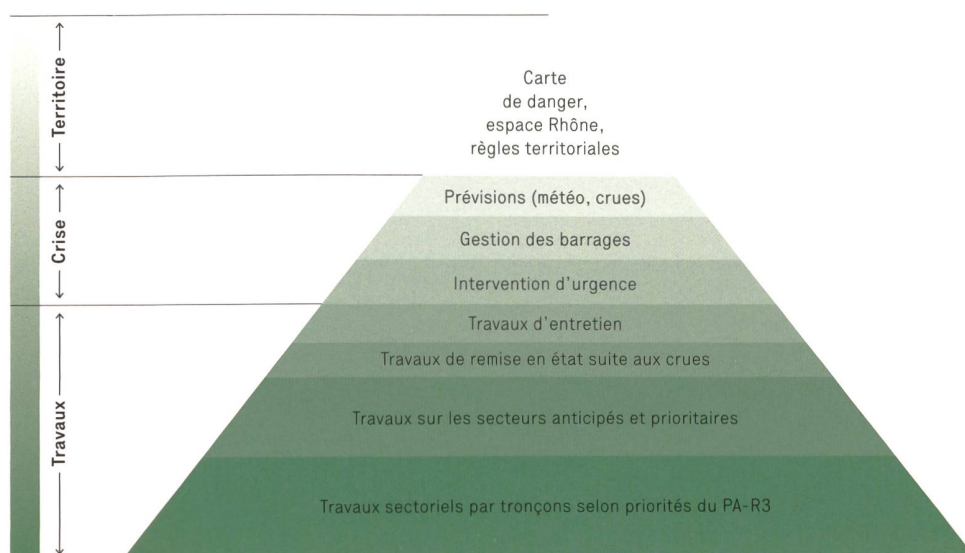 Territoire
Crise
Travaux
Carte
de danger,
espace Rhône,
règles territoriales
Prévisions (météo, crues)
Gestion des barrages
Intervention d'urgence
Travaux d'entretien
Travaux de remise en état suite aux crues
Travaux sur les secteurs anticipés et prioritaires
Travaux sectoriels par tronçons selon priorités du PA-R3